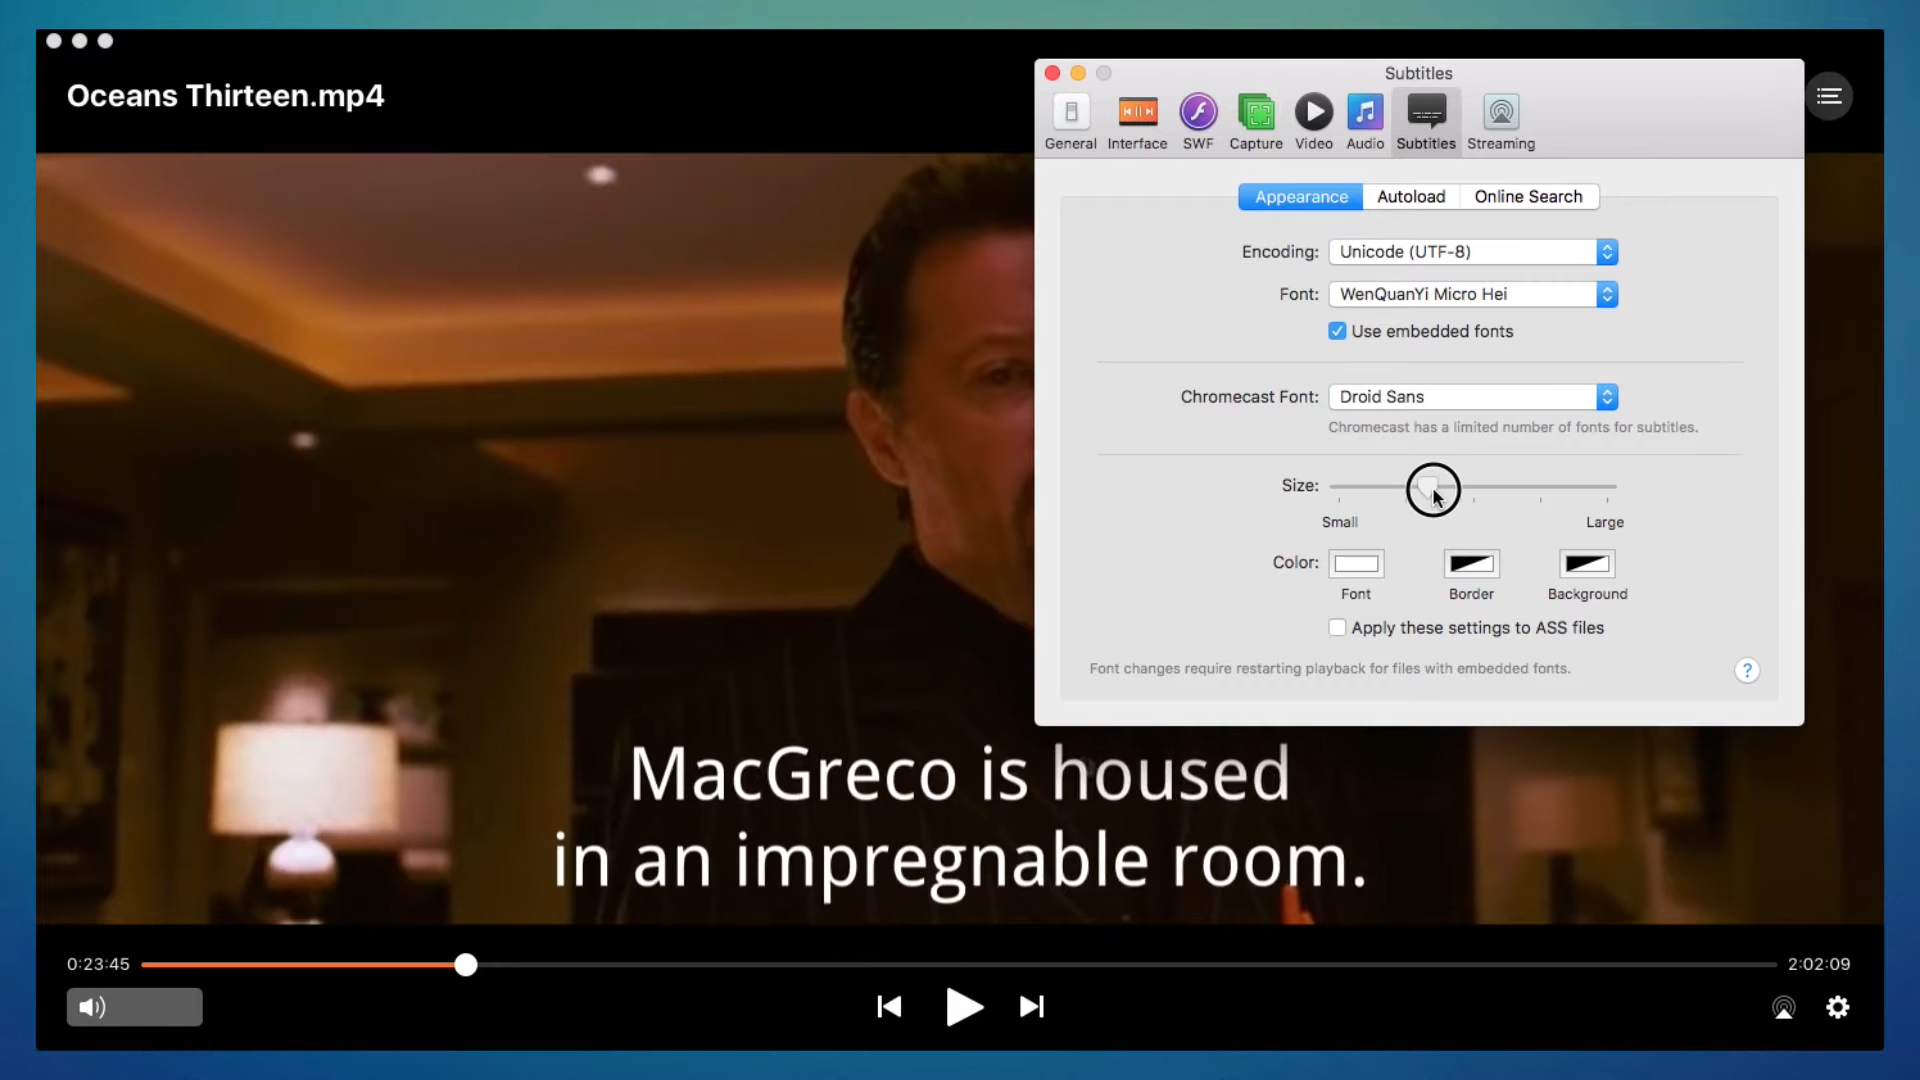 Oceans Thirteen.mp4
Subtitles
General Interface SWF Capture Video Audio Subtitles Streaming
Appearance Autoload Online Search
Encoding: Unicode (UTF-8)
Font: WenQuanYi Micro Hei
Use embedded fonts
Chromecast Font: Droid Sans
Chromecast has a limited number of fonts for subtitles.
Size:
Small Large
Color:
Font Border Background
Apply these settings to ASS files
Font changes require restarting playback for files with embedded fonts.
?
MacGreco is housed
in an impregnable room.
0:23:45 2:02:09